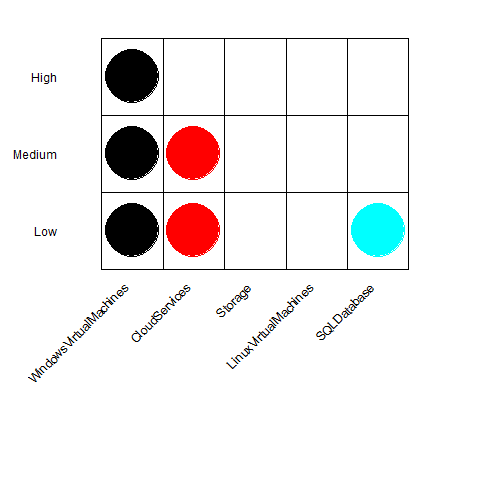 High
Medium
Low
WindowsVirtualMachines
CloudServices
Storage
LinuxVirtualMachines
SQLDatabase